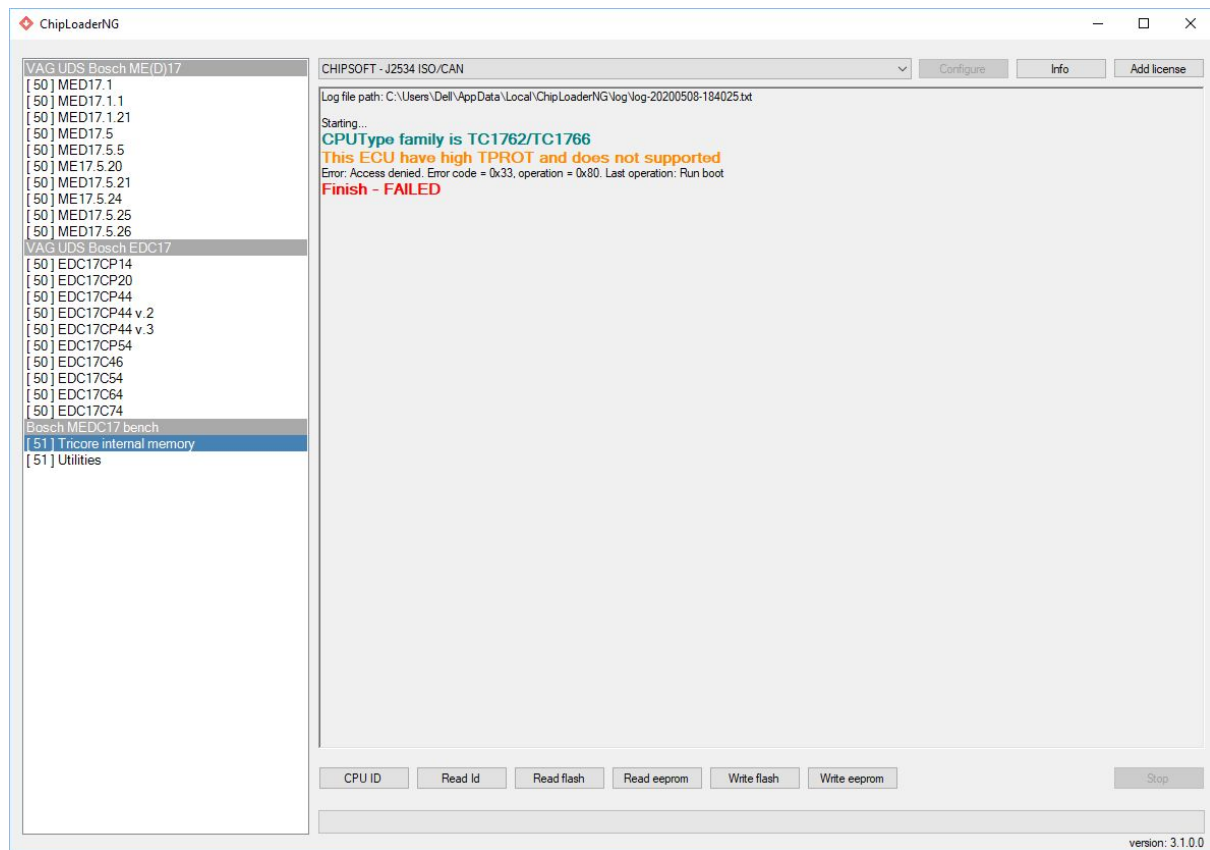 ChipLoaderNG
VAG UDS Bosch ME(D)17
[ 50 ] MED17.1
[ 50 ] MED17.1.1
[ 50 ] MED17.1.21
[ 50 ] MED17.5
[ 50 ] MED17.5.5
[ 50 ] ME17.5.20
[ 50 ] MED17.5.21
[ 50 ] ME17.5.24
[ 50 ] MED17.5.25
[ 50 ] MED17.5.26
VAG UDS Bosch EDC17
[ 50 ] EDC17CP14
[ 50 ] EDC17CP20
[ 50 ] EDC17CP44
[ 50 ] EDC17CP44 v.2
[ 50 ] EDC17CP44 v.3
[ 50 ] EDC17CP54
[ 50 ] EDC17C46
[ 50 ] EDC17C54
[ 50 ] EDC17C64
[ 50 ] EDC17C74
Bosch MEDC17 bench
[ 51 ] Tricore internal memory
[ 51 ] Utilities
CHIPSOFT - J2534 ISO/CAN
Configure
Info
Add license
Log file path: C:\Users\Dell\AppData\Local\ChipLoaderNG\log\log-20200508-184025.txt
Starting...
CPUType family is TC1762/TC1766
This ECU have high TPROT and does not supported
Error: Access denied. Error code = 0x33, operation = 0x80. Last operation: Run boot
Finish - FAILED
CPU ID
Read Id
Read flash
Read eeprom
Write flash
Write eeprom
Stop
version: 3.1.0.0